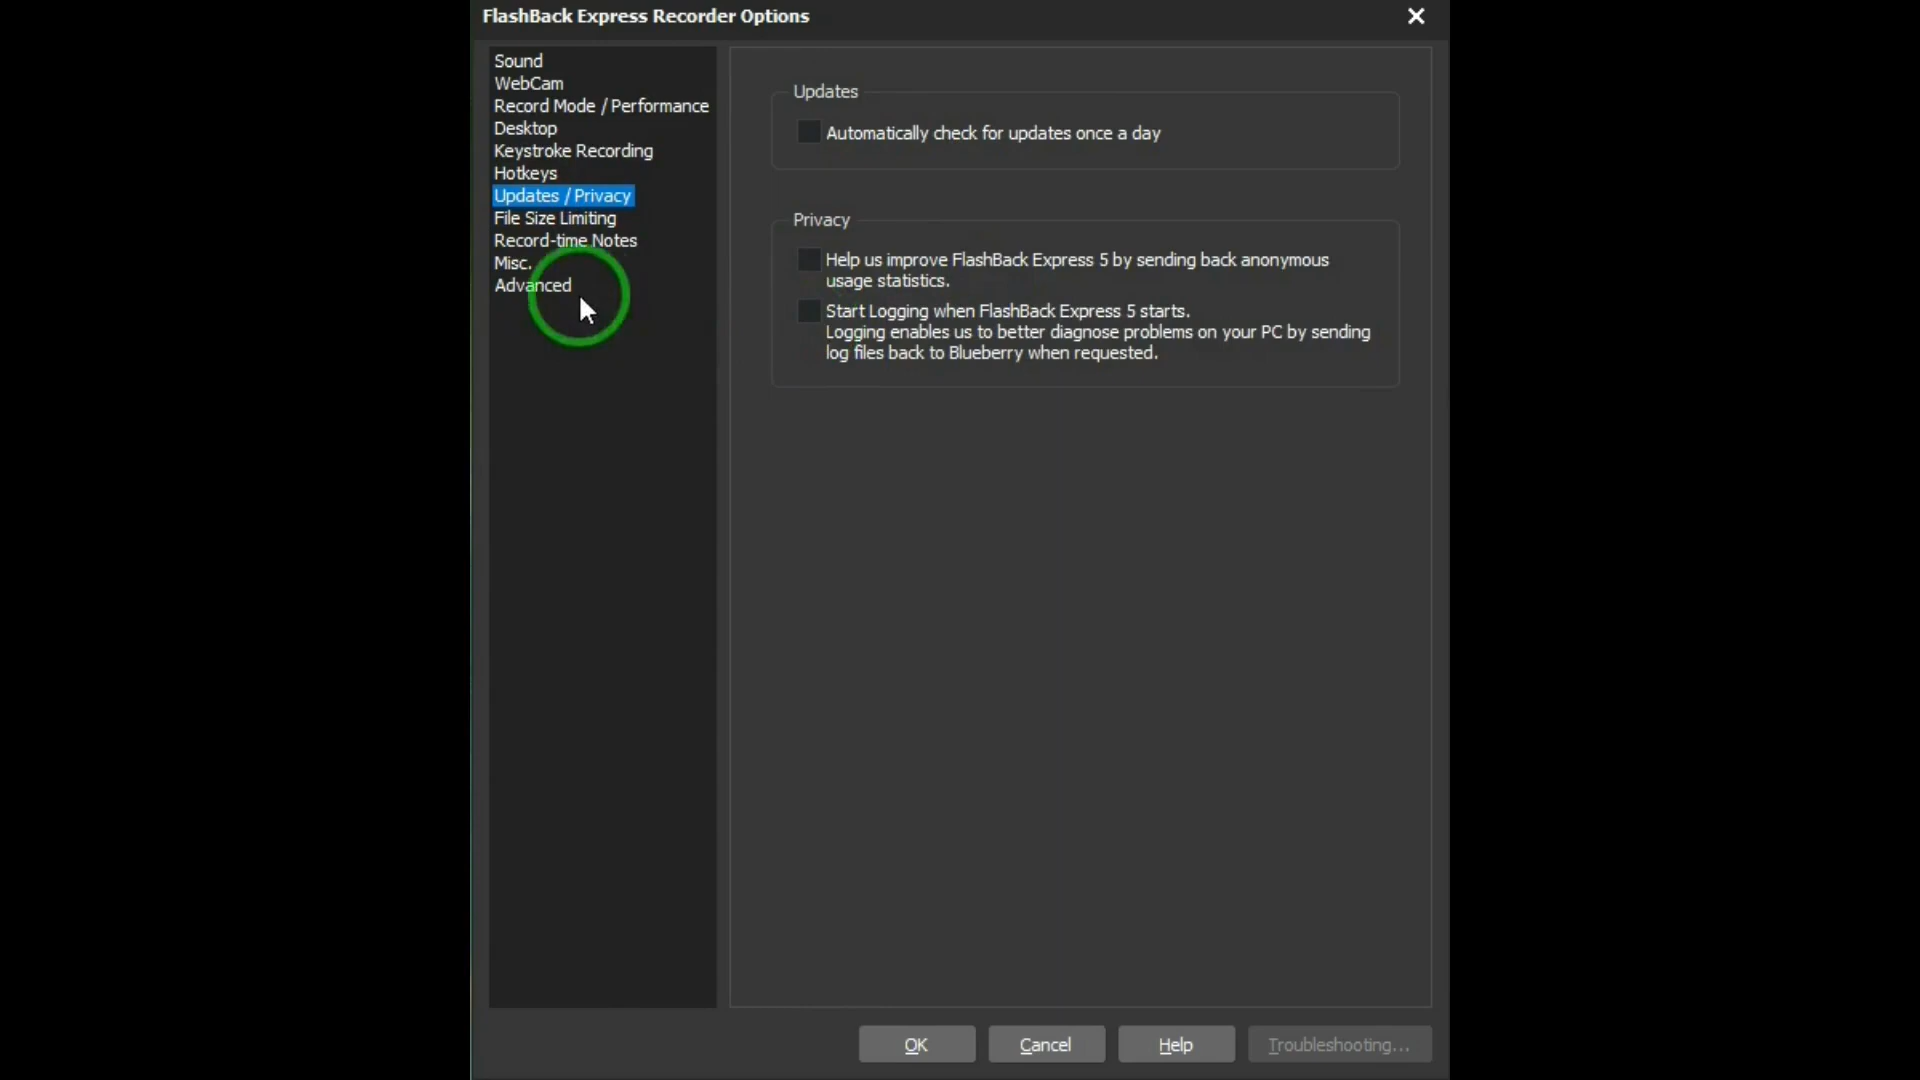 FlashBack Express Recorder Options
Sound
WebCam
Record Mode / Performance
Desktop
Keystroke Recording
Hotkeys
Updates / Privacy
File Size Limiting
Record-time Notes
Misc.
Advanced
Updates
Automatically check for updates once a day
Privacy
Help us improve FlashBack Express 5 by sending back anonymous
usage statistics.
Start Logging when FlashBack Express 5 starts.
Logging enables us to better diagnose problems on your PC by sending
log files back to Blueberry when requested.
OK
Cancel
Help
Troubleshooting...